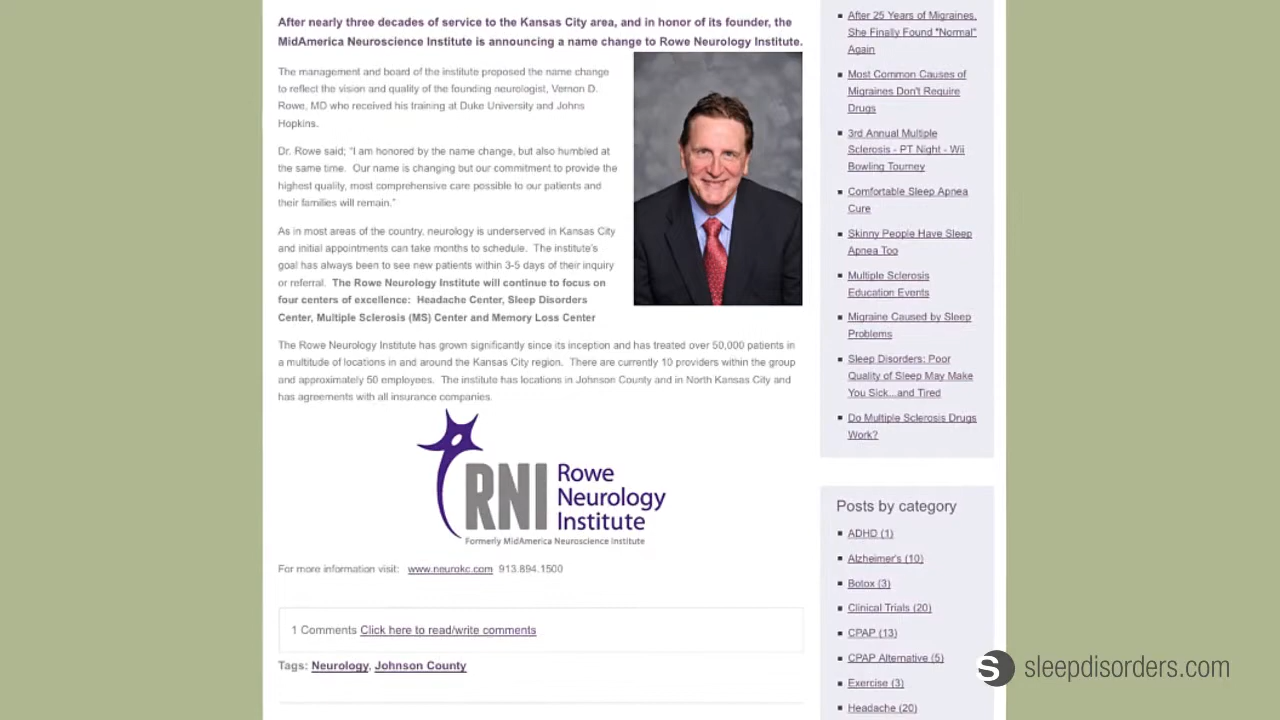 After nearly three decades of service to the Kansas City area, and in honor of its founder, the
MidAmerica Neuroscience Institute is announcing a name change to Rowe Neurology Institute.
The management and board of the institute proposed the name change
to reflect the vision and quality of the founding neurologist, Vernon D.
Rowe, MD who received his training at Duke University and Johns
Hopkins.
Dr. Rowe said; "I am honored by the name change, but also humbled at
the same time. Our name is changing but our commitment to provide the
highest quality, most comprehensive care possible to our patients and
their families will remain."
As in most areas of the country, neurology is underserved in Kansas City
and initial appointments can take months to schedule. The institute's
goal has always been to see new patients within 3-5 days of their inquiry
or referral. The Rowe Neurology Institute will continue to focus on
four centers of excellence: Headache Center, Sleep Disorders
Center, Multiple Sclerosis (MS) Center and Memory Loss Center
The Rowe Neurology Institute has grown significantly since its inception and has treated over 50,000 patients in
a multitude of locations in and around the Kansas City region. There are currently 10 providers within the group
and approximately 50 employees. The institute has locations in Johnson County and in North Kansas City and
has agreements with all insurance companies.
RNI
Rowe
Neurology
Institute
Formerly MidAmerica Neuroscience Institute
For more information visit: www.neurokc.com 913.894.1500
1 Comments Click here to read/write comments
Tags: Neurology, Johnson County
After 25 Years of Migraines,
She Finally Found "Normal"
Again
Most Common Causes of
Migraines Don't Require
Drugs
3rd Annual Multiple
Sclerosis - PT Night - Wii
Bowling Tourney
Comfortable Sleep Apnea
Cure
Skinny People Have Sleep
Apnea Too
Multiple Sclerosis
Education Events
Migraine Caused by Sleep
Problems
Sleep Disorders: Poor
Quality of Sleep May Make
You Sick...and Tired
Do Multiple Sclerosis Drugs
Work?
Posts by category
ADHD (1)
Alzheimer's (10)
Botox (3)
Clinical Trials (20)
CPAP (13)
CPAP Alternative (5)
Exercise (3)
Headache (20)
S sleepdisorders.com